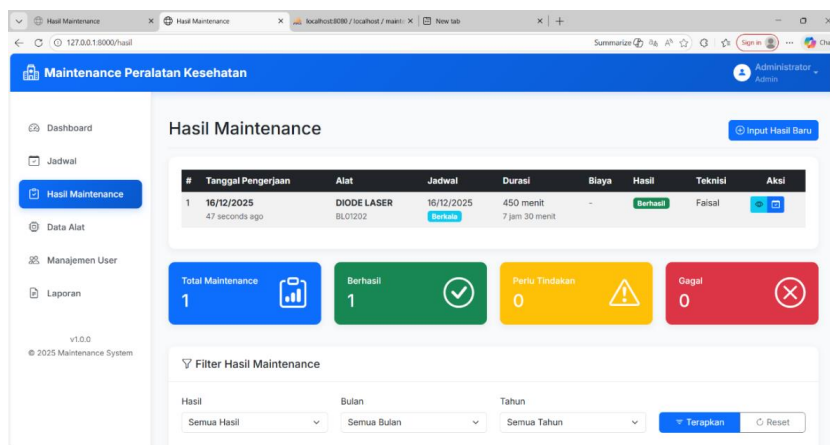 Hasil Maintenance
Hasil Maintenance
localhost:8080 / localhost / maint
New tab
127.0.0.1:8000/hasil
Summarize
Sign in
Maintenance Peralatan Kesehatan
Administrator
Admin
Dashboard
Jadwal
Hasil Maintenance
Data Alat
Manajemen User
Laporan
v1.0.0
© 2025 Maintenance System
Hasil Maintenance
Input Hasil Baru
# Tanggal Pengerjaan Alat Jadwal Durasi Biaya Hasil Teknisi Aksi
1 16/12/2025 DIODE LASER 16/12/2025 450 menit - Berhasil Faisal
47 seconds ago BL01202 Berkala 7 jam 30 menit
Total Maintenance
1
Berhasil
1
Perlu Tindakan
0
Gagal
0
Filter Hasil Maintenance
Hasil Bulan Tahun
Semua Hasil Semua Bulan Semua Tahun Terapkan Reset